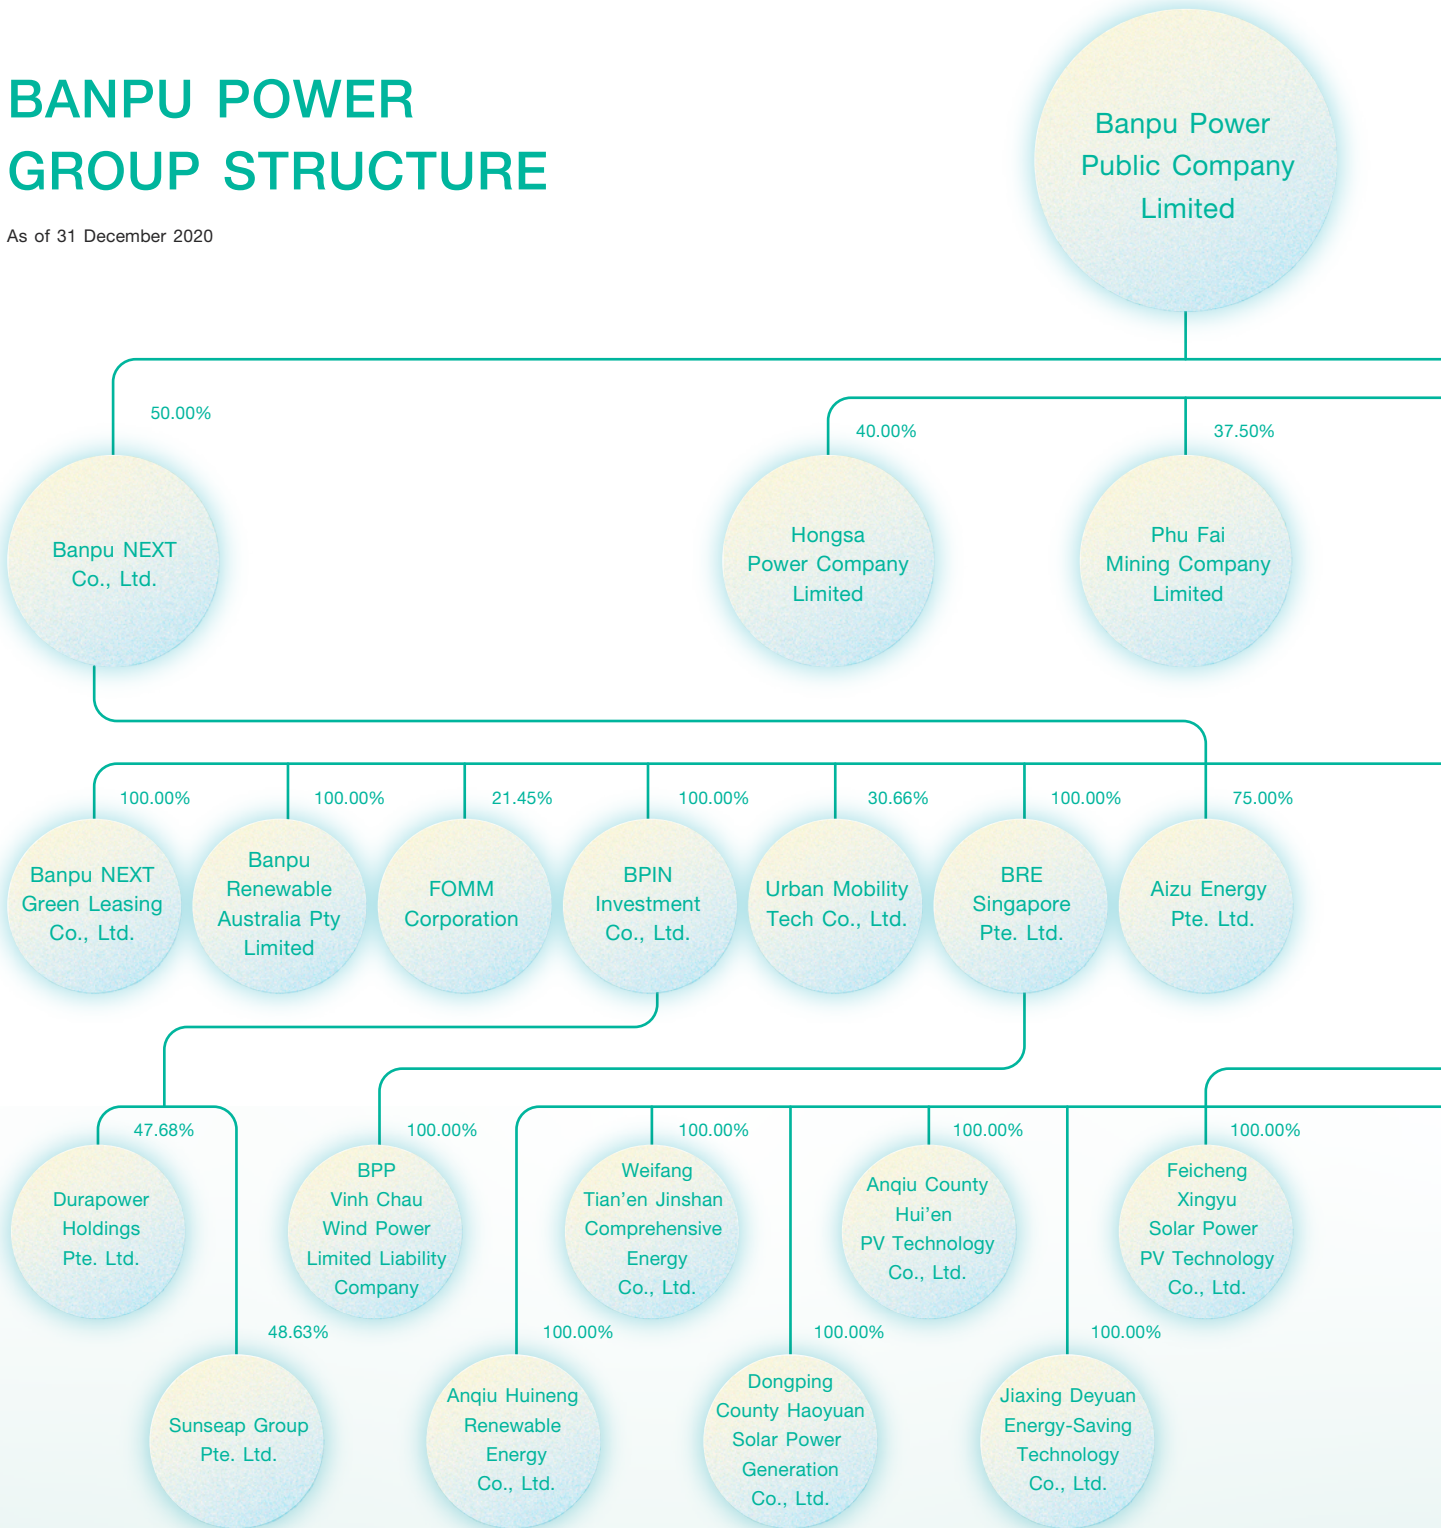 BANPU POWER
GROUP STRUCTURE
As of 31 December 2020
Banpu Power
Public Company
Limited
50.00%
40.00%
37.50%
Banpu NEXT
Co., Ltd.
Hongsa
Power Company
Limited
Phu Fai
Mining Company
Limited
100.00%
100.00%
21.45%
100.00%
30.66%
100.00%
75.00%
Banpu NEXT
Green Leasing
Co., Ltd.
Banpu
Renewable
Australia Pty
Limited
FOMM
Corporation
BPIN
Investment
Co., Ltd.
Urban Mobility
Tech Co., Ltd.
BRE
Singapore
Pte. Ltd.
Aizu Energy
Pte. Ltd.
47.68%
100.00%
100.00%
100.00%
100.00%
Durapower
Holdings
Pte. Ltd.
BPP
Vinh Chau
Wind Power
Limited Liability
Company
Weifang
Tian’en Jinshan
Comprehensive
Energy
Co., Ltd.
Anqiu County
Hui’en
PV Technology
Co., Ltd.
Feicheng
Xingyu
Solar Power
PV Technology
Co., Ltd.
48.63%
100.00%
100.00%
100.00%
Sunseap Group
Pte. Ltd.
Anqiu Huineng
Renewable
Energy
Co., Ltd.
Dongping
County Haoyuan
Solar Power
Generation
Co., Ltd.
Jiaxing Deyuan
Energy-Saving
Technology
Co., Ltd.